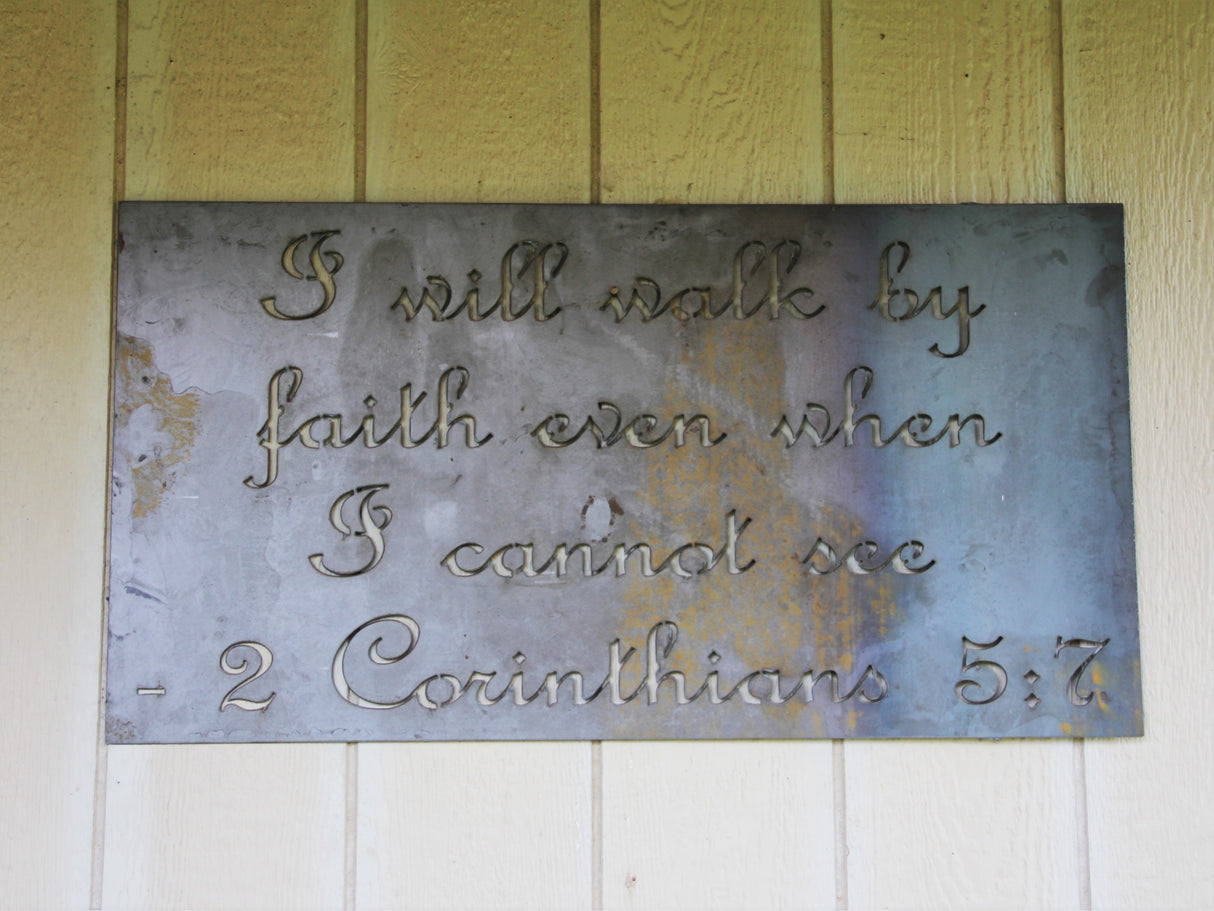 I will walk by
faith even when
I cannot see
- 2 Corinthians 5:7